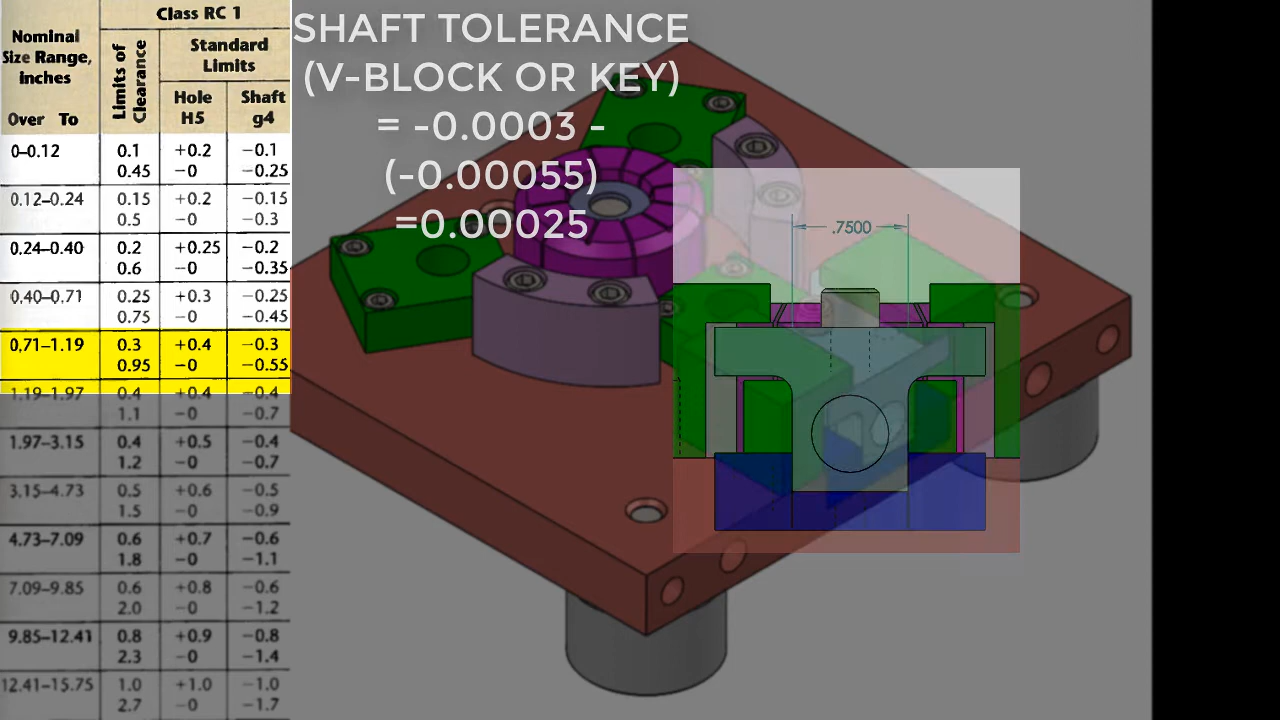 Class RC 1
Nominal Size Range, inches
Over To
Limits of Clearance
Standard Limits
Hole H5
Shaft g4
0–0.12 0.1 +0.2 −0.1
0.45 −0 −0.25
0.12–0.24 0.15 +0.2 −0.15
0.5 −0 −0.3
0.24–0.40 0.2 +0.25 −0.2
0.6 −0 −0.35
0.40–0.71 0.25 +0.3 −0.25
0.75 −0 −0.45
0.71–1.19 0.3 +0.4 −0.3
0.95 −0 −0.55
1.19–1.97 0.4 +0.4 −0.4
1.1 −0 −0.7
1.97–3.15 0.4 +0.5 −0.4
1.2 −0 −0.7
3.15–4.73 0.5 +0.6 −0.5
1.5 −0 −0.9
4.73–7.09 0.6 +0.7 −0.6
1.8 −0 −1.1
7.09–9.85 0.6 +0.8 −0.6
2.0 −0 −1.2
9.85–12.41 0.8 +0.9 −0.8
2.3 −0 −1.4
12.41–15.75 1.0 +1.0 −1.0
2.7 −0 −1.7
SHAFT TOLERANCE
(V-BLOCK OR KEY)
= -0.0003 -
(-0.00055)
=0.00025
.7500